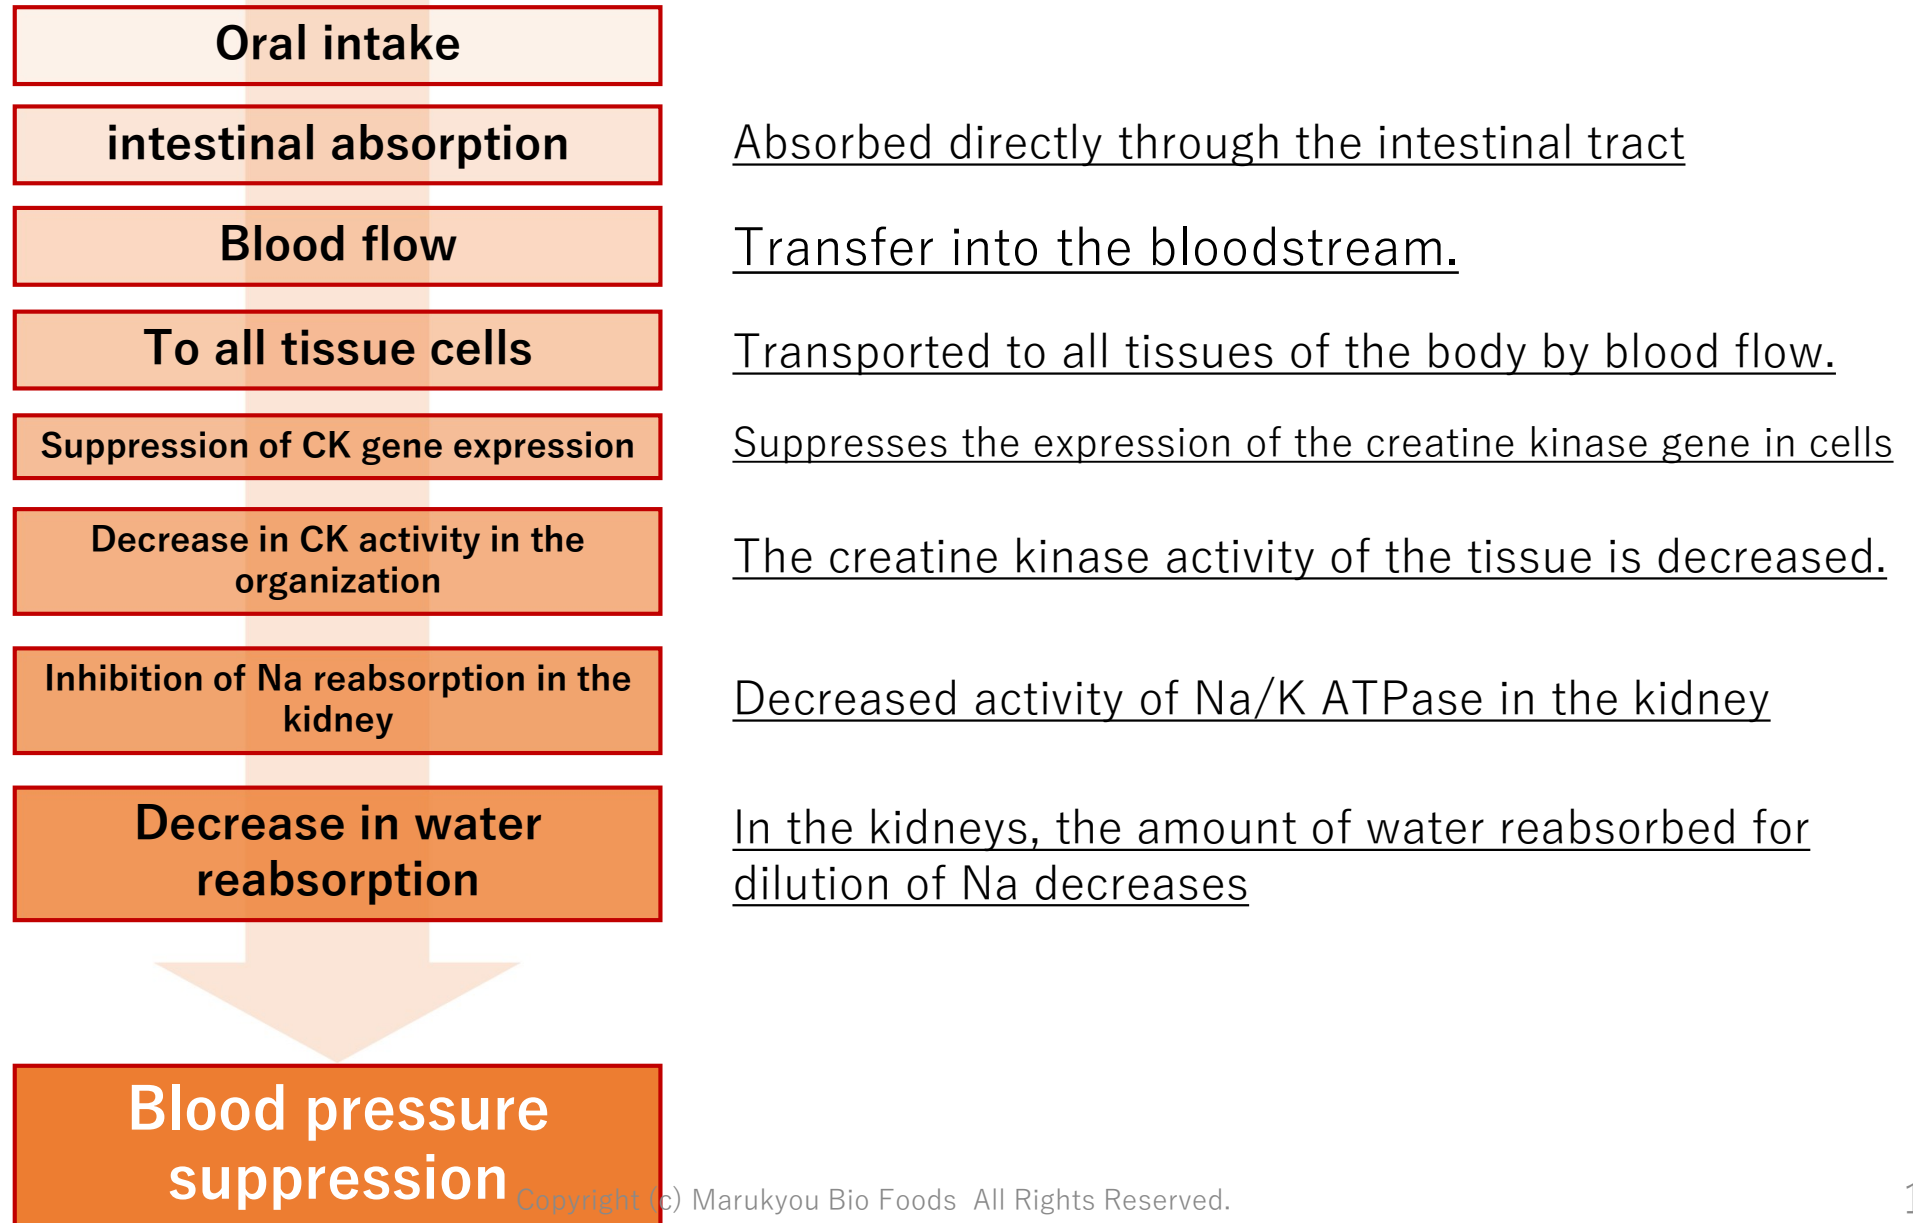 Oral intake
intestinal absorption
Absorbed directly through the intestinal tract
Blood flow
Transfer into the bloodstream.
To all tissue cells
Transported to all tissues of the body by blood flow.
Suppression of CK gene expression
Suppresses the expression of the creatine kinase gene in cells
Decrease in CK activity in the
organization
The creatine kinase activity of the tissue is decreased.
Inhibition of Na reabsorption in the
kidney
Decreased activity of Na/K ATPase in the kidney
Decrease in water
reabsorption
In the kidneys, the amount of water reabsorbed for
dilution of Na decreases
Blood pressure
suppression
Copyright (c) Marukyou Bio Foods All Rights Reserved.